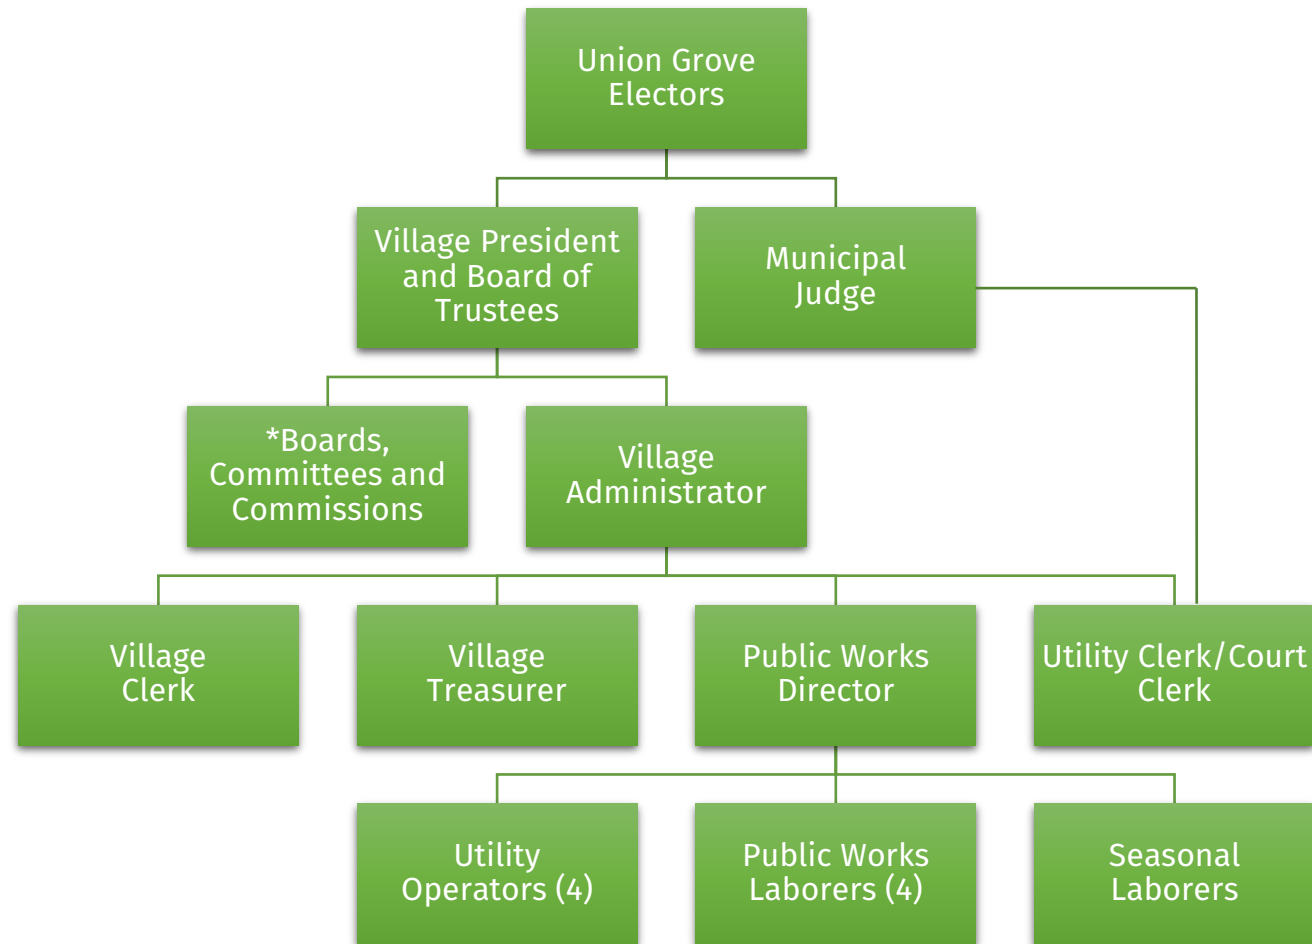 Union Grove
Electors
Village President
and Board of
Trustees
Municipal
Judge
*Boards,
Committees and
Commissions
Village
Administrator
Village
Clerk
Village
Treasurer
Public Works
Director
Utility Clerk/Court
Clerk
Utility
Operators (4)
Public Works
Laborers (4)
Seasonal
Laborers